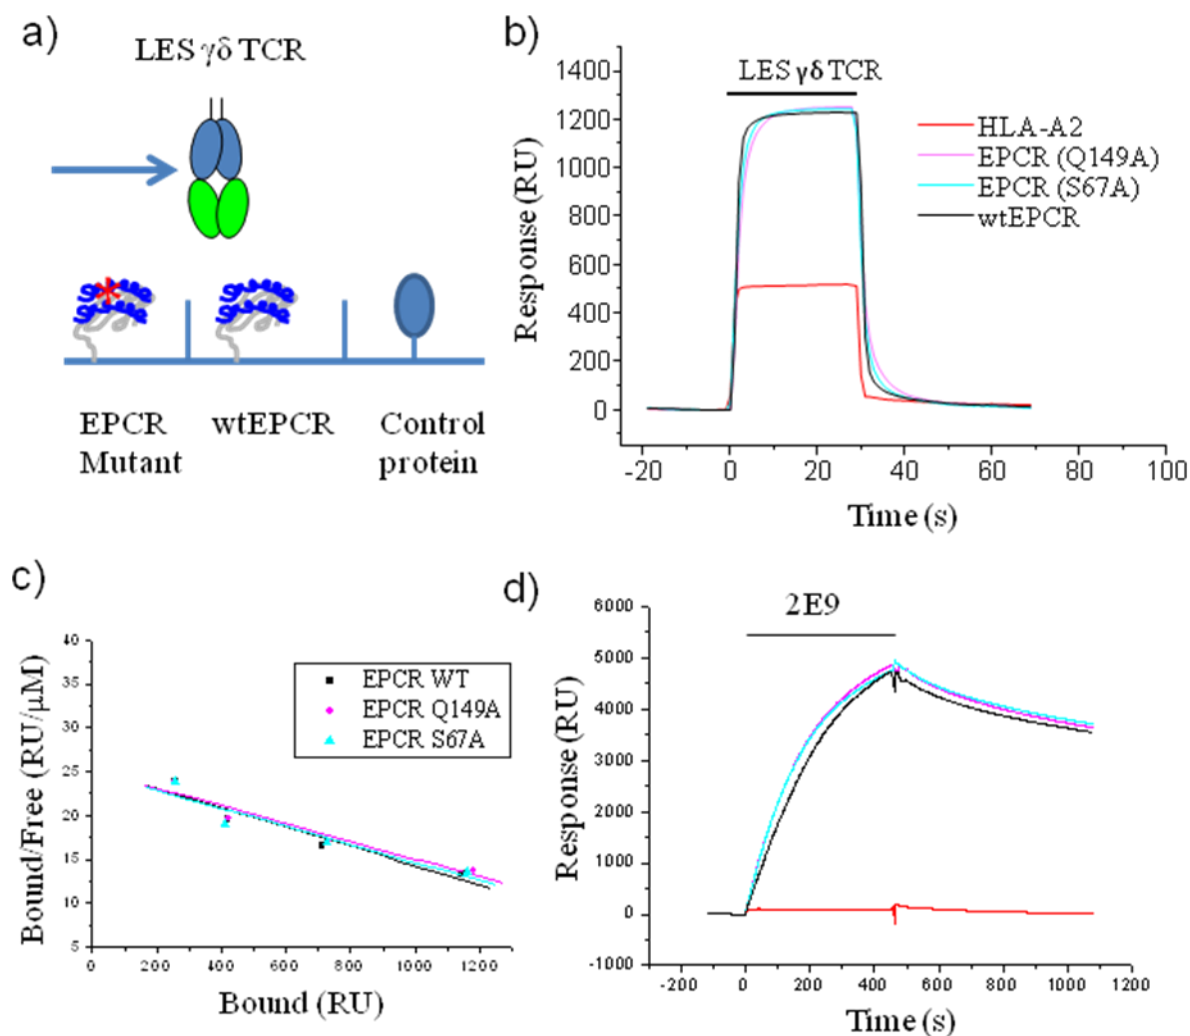 a)
LES γδ TCR
EPCR
Mutant
wtEPCR
Control
protein
b)
LES γδ TCR
HLA-A2
EPCR (Q149A)
EPCR (S67A)
wtEPCR
Response (RU)
1400
1200
1000
800
600
400
200
0
-20 0 20 40 60 80 100
Time (s)
c)
EPCR WT
EPCR Q149A
EPCR S67A
Bound/Free (RU/μM)
40
35
30
25
20
15
10
5
0 200 400 600 800 1000 1200
Bound (RU)
d)
2E9
Response (RU)
6000
5000
4000
3000
2000
1000
0
-1000
-200 0 200 400 600 800 1000 1200
Time (s)